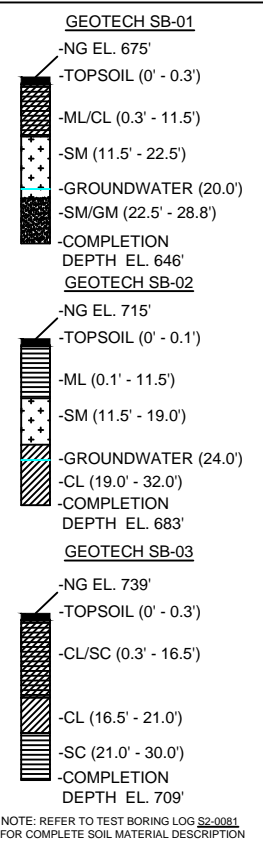 GEOTECH SB-01
-NG EL. 675'
-TOPSOIL (0' - 0.3')
-ML/CL (0.3' - 11.5')
-SM (11.5' - 22.5')
-GROUNDWATER (20.0')
-SM/GM (22.5' - 28.8')
-COMPLETION
DEPTH EL. 646'
GEOTECH SB-02
-NG EL. 715'
-TOPSOIL (0' - 0.1')
-ML (0.1' - 11.5')
-SM (11.5' - 19.0')
-GROUNDWATER (24.0')
-CL (19.0' - 32.0')
-COMPLETION
DEPTH EL. 683'
GEOTECH SB-03
-NG EL. 739'
-TOPSOIL (0' - 0.3')
-CL/SC (0.3' - 16.5')
-CL (16.5' - 21.0')
-SC (21.0' - 30.0')
-COMPLETION
DEPTH EL. 709'
NOTE: REFER TO TEST BORING LOG S2-0081
FOR COMPLETE SOIL MATERIAL DESCRIPTION